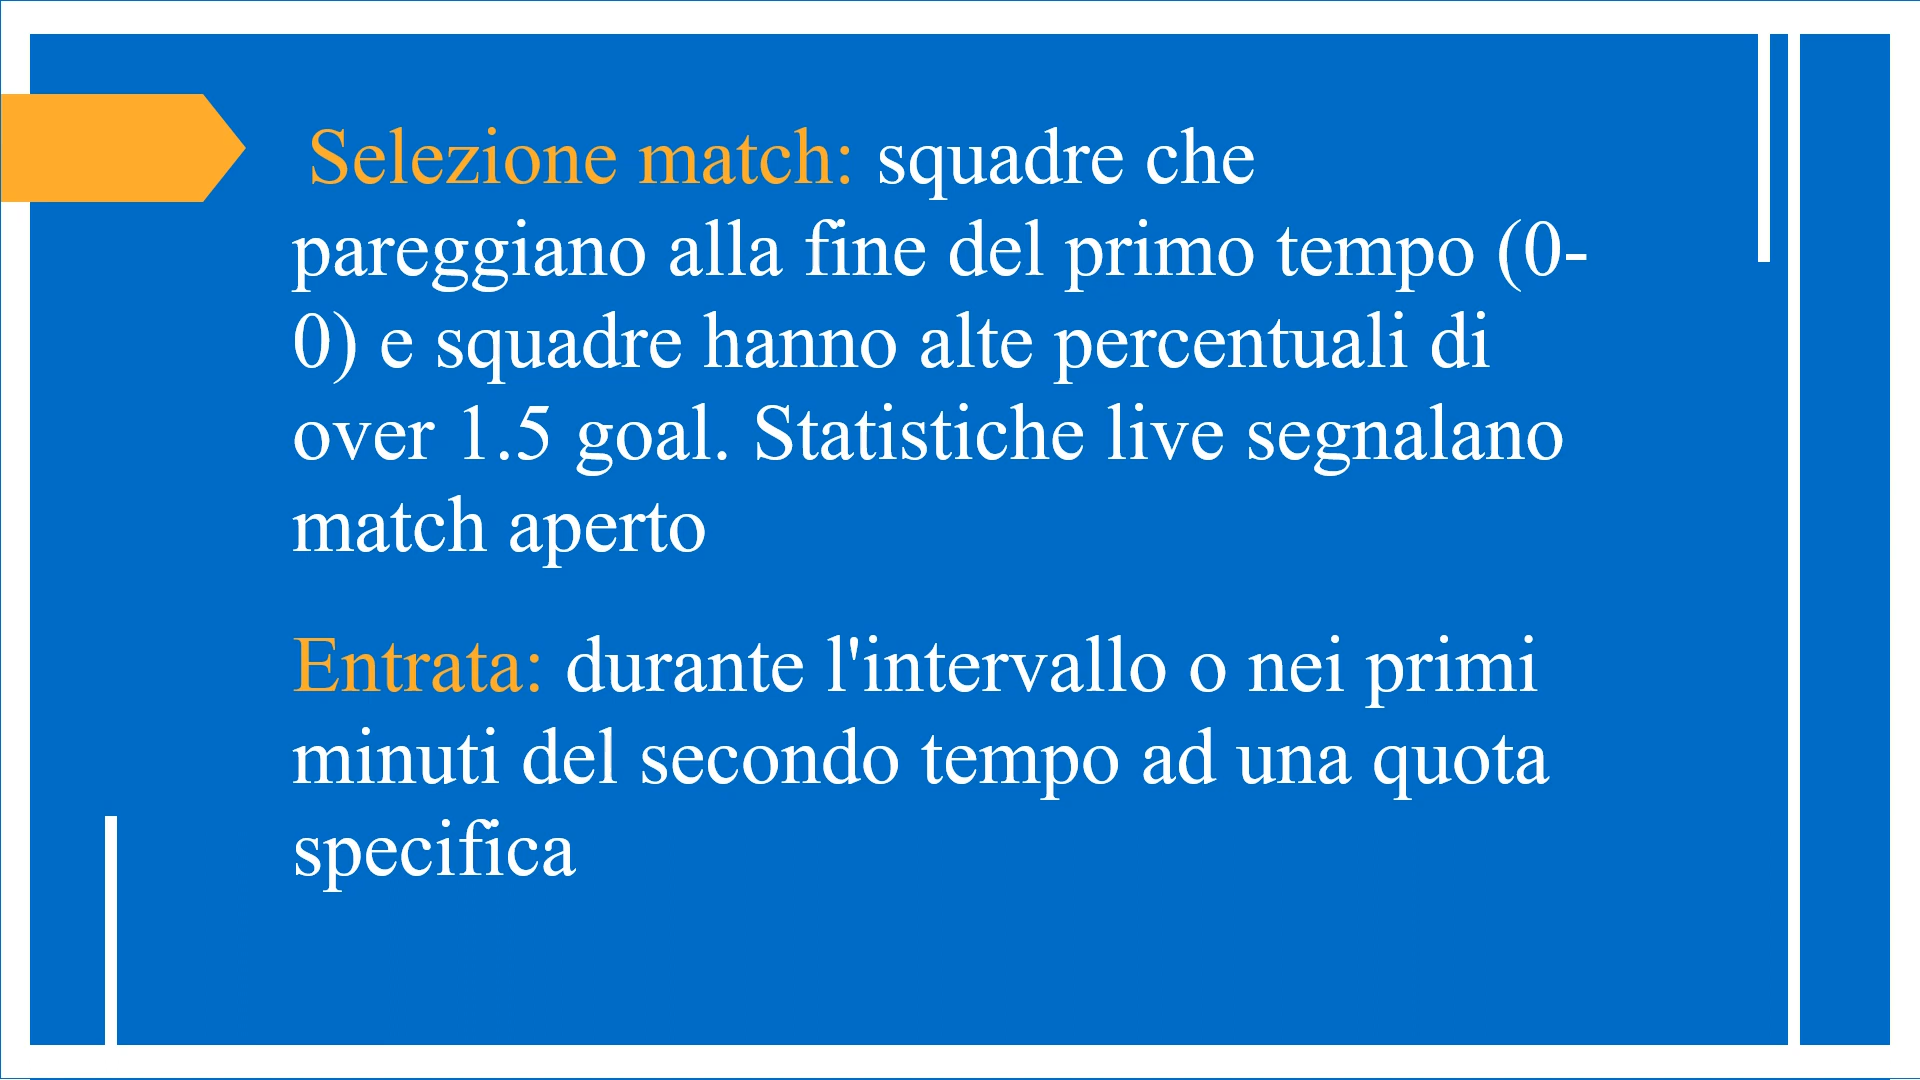 Selezione match: squadre che
pareggiano alla fine del primo tempo (0-
0) e squadre hanno alte percentuali di
over 1.5 goal. Statistiche live segnalano
match aperto
Entrata: durante l'intervallo o nei primi
minuti del secondo tempo ad una quota
specifica